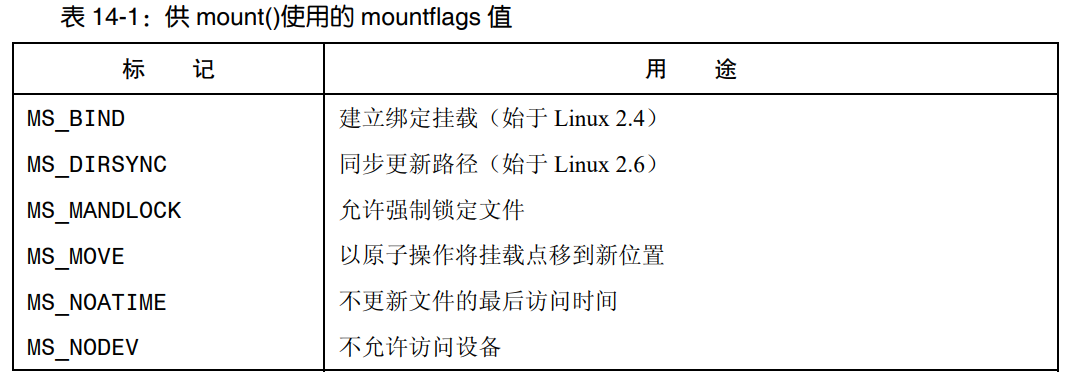 表 14-1：供 mount()使用的 mountflags 值
标 记 用 途
MS_BIND 建立绑定挂载（始于 Linux 2.4）
MS_DIRSYNC 同步更新路径（始于 Linux 2.6）
MS_MANDLOCK 允许强制锁定文件
MS_MOVE 以原子操作将挂载点移到新位置
MS_NOATIME 不更新文件的最后访问时间
MS_NODEV 不允许访问设备